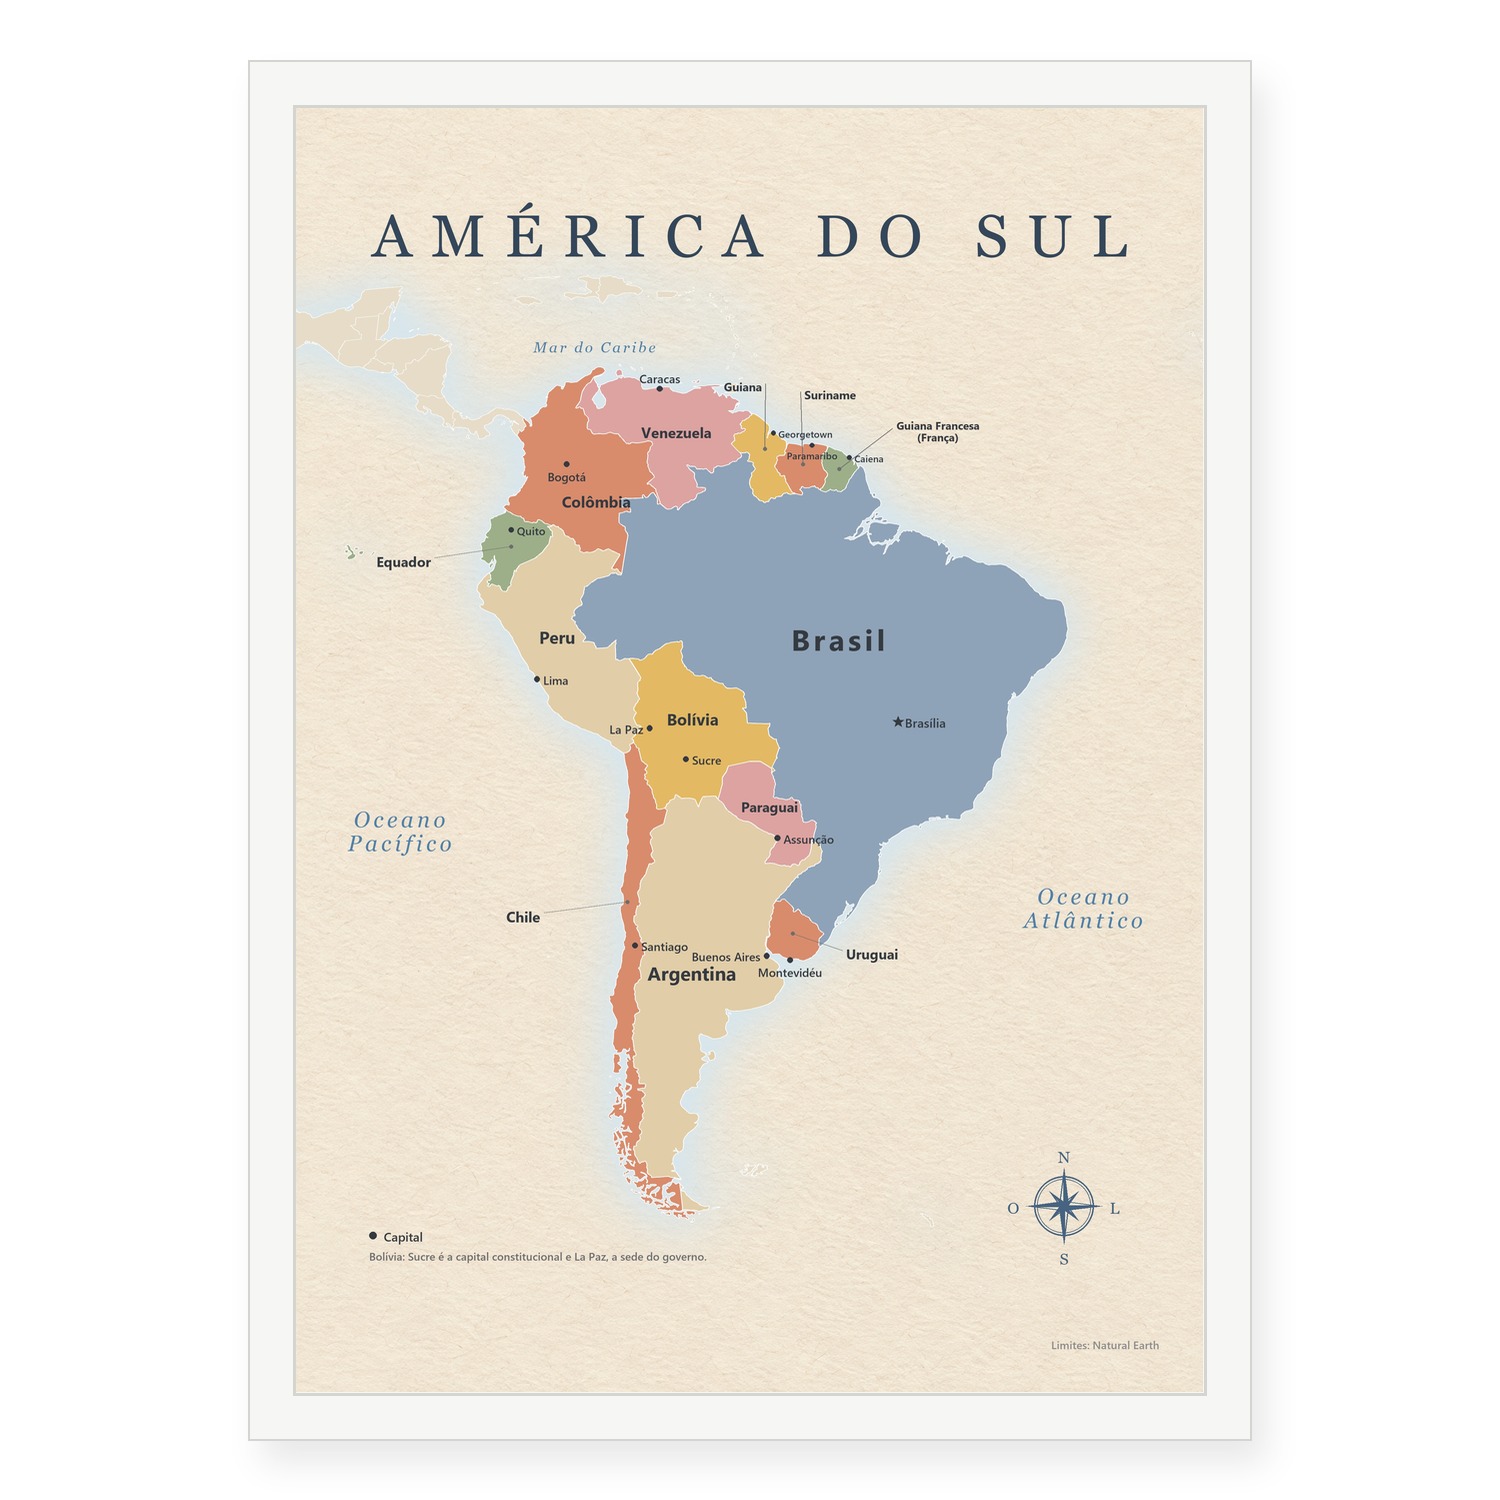 AMÉRICA DO SUL
Mar do Caribe
Caracas
Guiana
Suriname
Guiana Francesa
(França)
Venezuela
Georgetown
Paramaribo
Caiena
Bogotá
Colômbia
Quito
Equador
Peru
Brasil
Lima
Bolívia
La Paz
Brasília
Sucre
Paraguai
Oceano
Pacífico
Assunção
Oceano
Atlântico
Chile
Santiago
Buenos Aires
Uruguai
Argentina
Montevidéu
N
O
L
S
Capital
Bolívia: Sucre é a capital constitucional e La Paz, a sede do governo.
Limites: Natural Earth